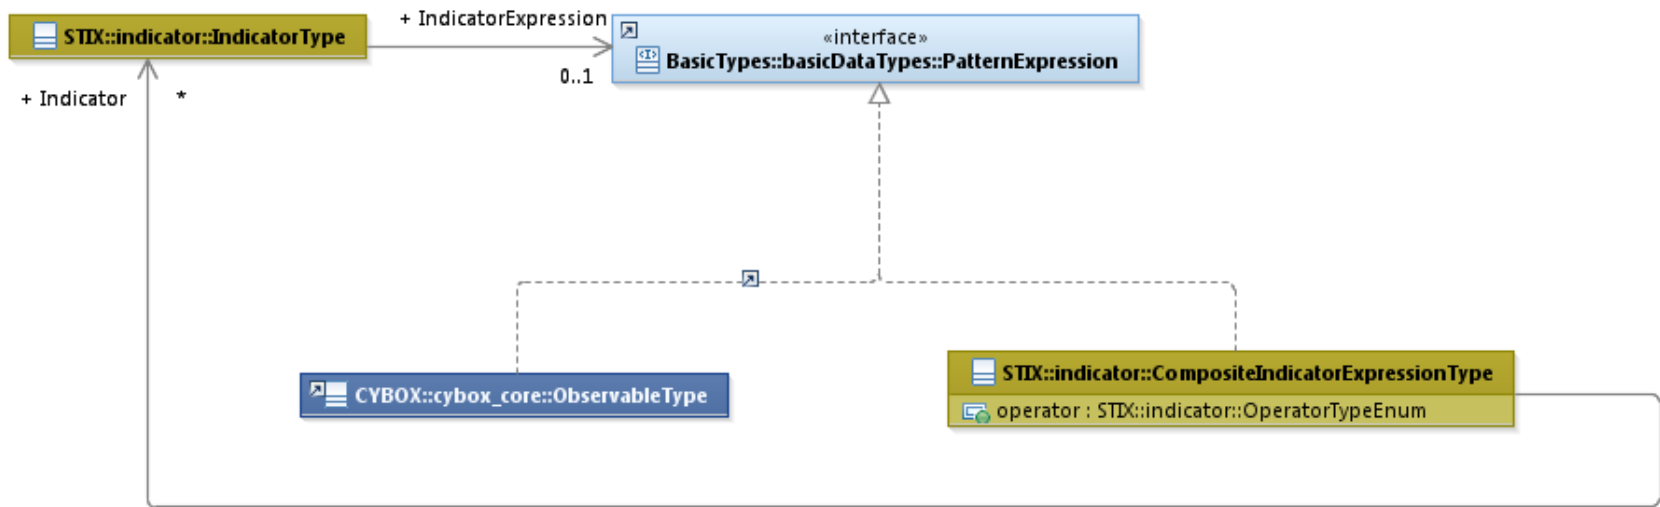 STIX::indicator::IndicatorType
+ IndicatorExpression
0..1
«interface»
BasicTypes::basicDataTypes::PatternExpression
+ Indicator
*
CYBOX::cybox_core::ObservableType
STIX::indicator::CompositeIndicatorExpressionType
operator : STIX::indicator::OperatorTypeEnum